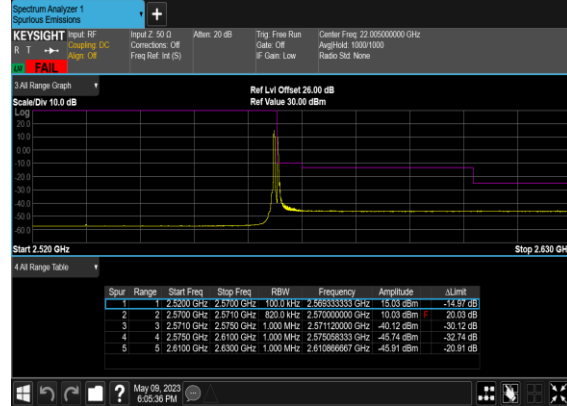 Spectrum Analyzer 1
Spurious Emissions
+
KEYSIGHT Input: RF Input Z: 50 Ω Atten: 20 dB Trig: Free Run Center Freq: 22.005000000 GHz
R T Coupling: DC Corrections: Off Gate: Off Avg|Hold: 1000/1000
Align: Off Freq Ref: Int (S) IF Gain: Low Radio Std: None
FAIL
3 All Range Graph Ref Lvl Offset 26.00 dB
Scale/Div 10.0 dB Ref Value 30.00 dBm
Log
20.0
10.0
0.00
-10.0
-20.0
-30.0
-40.0
-50.0
-60.0
Start 2.520 GHz Stop 2.630 GH
4 All Range Table
Spur Range Start Freq Stop Freq RBW Frequency Amplitude ΔLimit
1 1 2.5200 GHz 2.5700 GHz 100.0 kHz 2.569333333 GHz 15.03 dBm -14.97 dB
2 2 2.5700 GHz 2.5710 GHz 820.0 kHz 2.570000000 GHz 10.03 dBm F 20.03 dB
3 3 2.5710 GHz 2.5750 GHz 1.000 MHz 2.571120000 GHz -40.12 dBm -30.12 dB
4 4 2.5750 GHz 2.6100 GHz 1.000 MHz 2.575058333 GHz -45.74 dBm -32.74 dB
5 5 2.6100 GHz 2.6300 GHz 1.000 MHz 2.610866667 GHz -45.91 dBm -20.91 dB
? May 09, 2023
6:05:36 PM